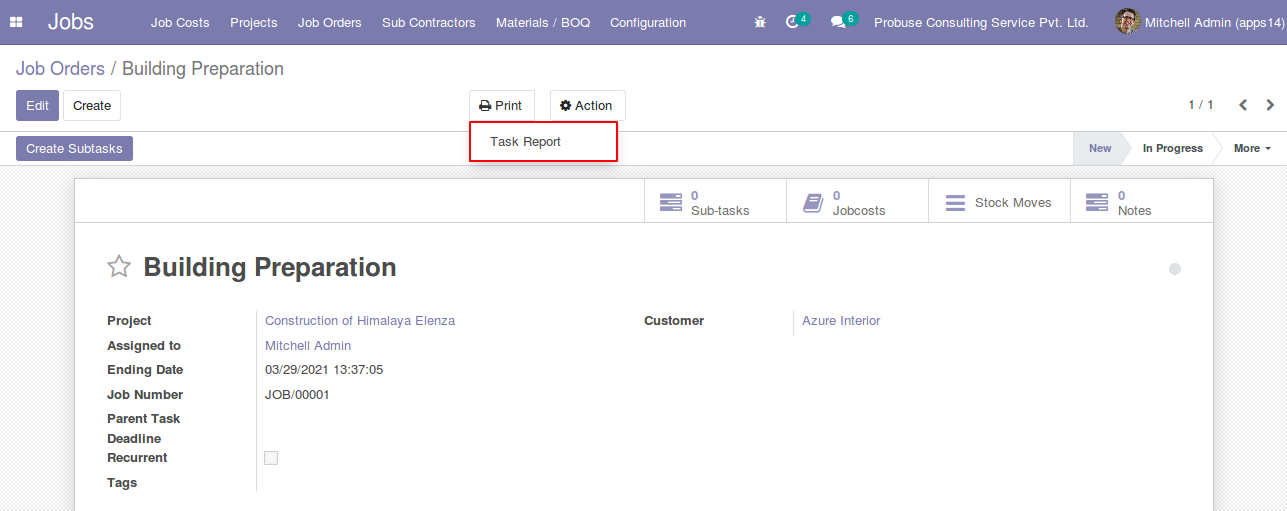 Jobs Job Costs Projects Job Orders Sub Contractors Materials / BOQ Configuration 4 6 Probuse Consulting Service Pvt. Ltd. Mitchell Admin (apps14)
Job Orders / Building Preparation
Edit Create Print Action 1 / 1
Task Report
Create Subtasks New In Progress More
0 Sub-tasks
0 Jobcosts
Stock Moves
0 Notes
Building Preparation
Project Construction of Himalaya Elenza Customer Azure Interior
Assigned to Mitchell Admin
Ending Date 03/29/2021 13:37:05
Job Number JOB/00001
Parent Task
Deadline
Recurrent
Tags